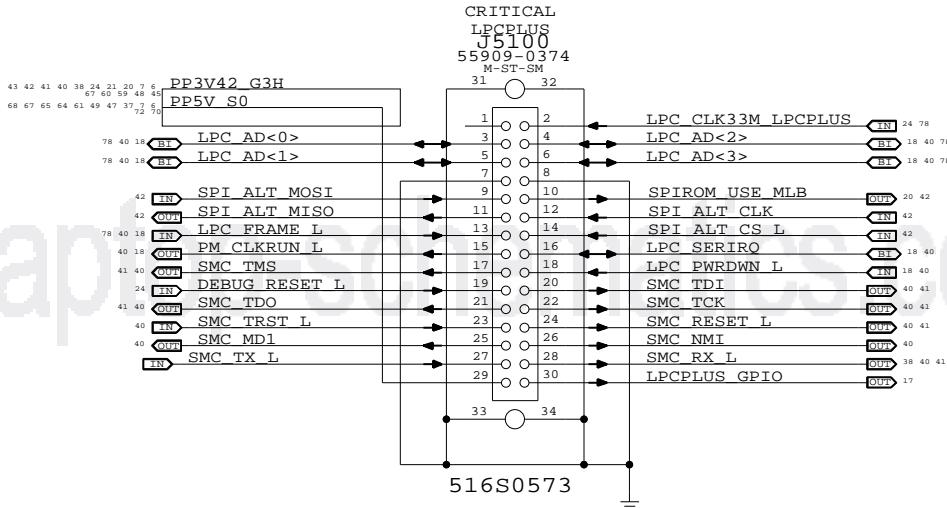 CRITICAL
LPCPLUS
J5100
55909-0374
M-ST-SM
31 32
43 42 41 40 38 24 21 20 7 6 PP3V42_G3H
67 60 59 48 45
68 67 65 64 61 49 47 37 7 6 PP5V_S0
72 70
1 2 LPC_CLK33M_LPCPLUS IN 24 78
78 40 18 BI LPC_AD<0> 3 4 LPC_AD<2> BI 18 40 78
78 40 18 BI LPC_AD<1> 5 6 LPC_AD<3> BI 18 40 78
7 8
42 IN SPI_ALT_MOSI 9 10 SPIROM_USE_MLB OUT 20 42
42 OUT SPI_ALT_MISO 11 12 SPI_ALT_CLK IN 42
78 40 18 IN LPC_FRAME_L 13 14 SPI_ALT_CS_L IN 42
40 18 OUT PM_CLKRUN_L 15 16 LPC_SERIRQ BI 18 40
41 40 OUT SMC_TMS 17 18 LPC_PWRDWN_L IN 18 40
24 IN DEBUG_RESET_L 19 20 SMC_TDI OUT 40 41
41 40 OUT SMC_TDO 21 22 SMC_TCK OUT 40 41
40 IN SMC_TRST_L 23 24 SMC_RESET_L OUT 40 41
40 OUT SMC_MD1 25 26 SMC_NMI OUT 40
IN SMC_TX_L 27 28 SMC_RX_L OUT 38 40 41
29 30 LPCPLUS_GPIO OUT 17
33 34
516S0573